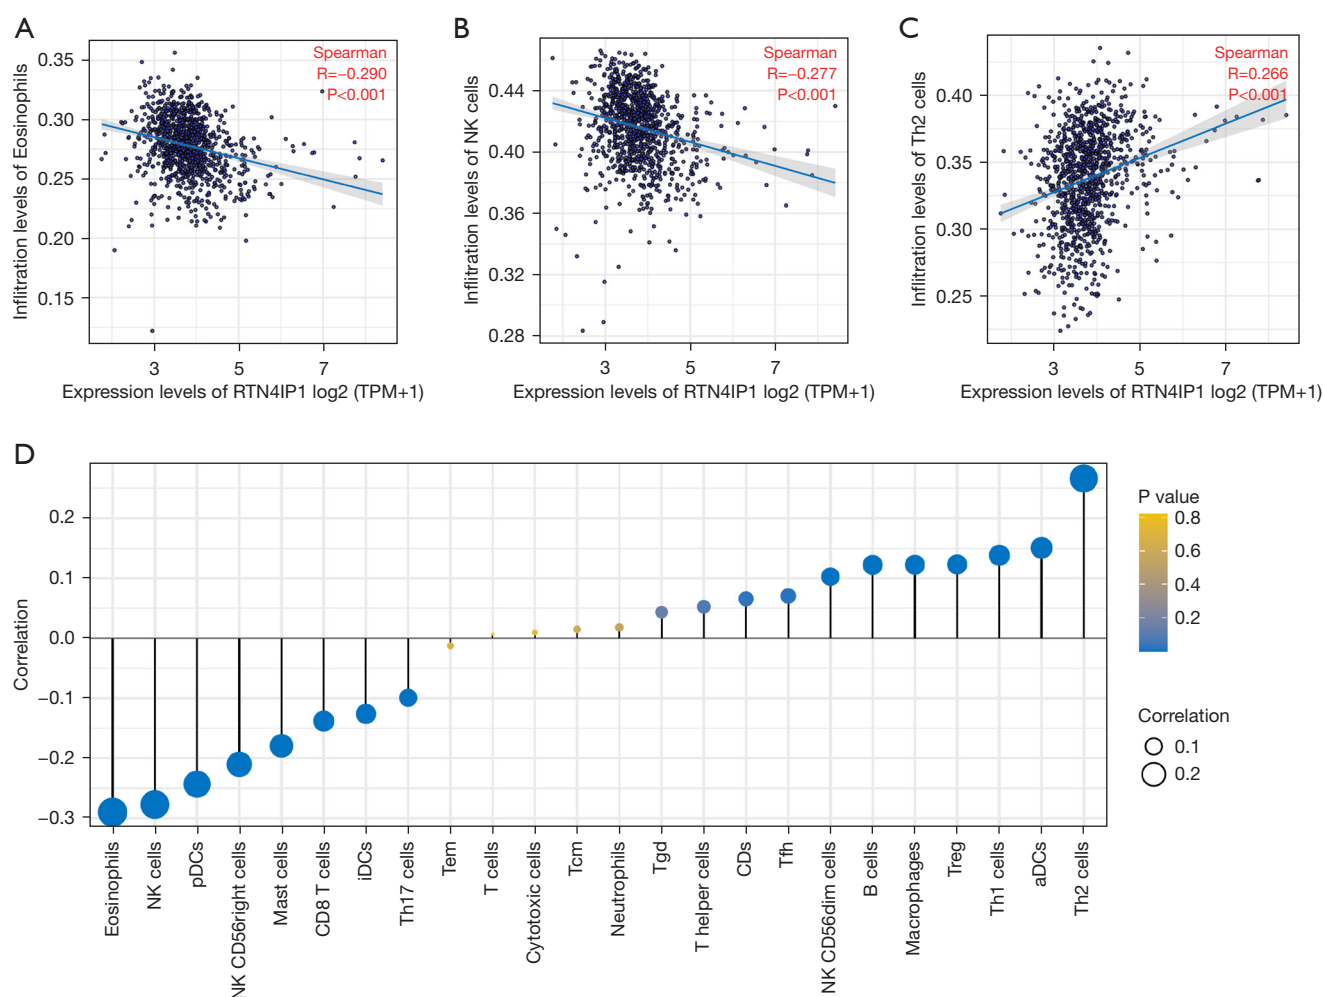 A
Spearman
R=−0.290
P<0.001
Inflitration levels of Eosinophils
0.35
0.30
0.25
0.20
0.15
3
5
7
Expression levels of RTN4IP1 log2 (TPM+1)
B
Spearman
R=−0.277
P<0.001
Inflitration levels of NK cells
0.44
0.40
0.36
0.32
0.28
3
5
7
Expression levels of RTN4IP1 log2 (TPM+1)
C
Spearman
R=0.266
P<0.001
Inflitration levels of Th2 cells
0.40
0.35
0.30
0.25
3
5
7
Expression levels of RTN4IP1 log2 (TPM+1)
D
Correlation
0.2
0.1
0.0
−0.1
−0.2
−0.3
Eosinophils
NK cells
pDCs
NK CD56right cells
Mast cells
CD8 T cells
iDCs
Th17 cells
Tem
T cells
Cytotoxic cells
Tcm
Neutrophils
Tgd
T helper cells
CDs
Tfh
NK CD56dim cells
B cells
Macrophages
Treg
Th1 cells
aDCs
Th2 cells
P value
0.8
0.6
0.4
0.2
Correlation
0.1
0.2